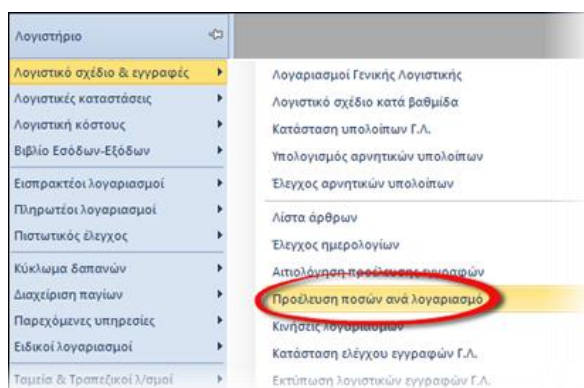 Λογιστήριο
Λογιστικό σχέδιο & εγγραφές
Λογιστικές καταστάσεις
Λογιστική κόστους
Βιβλίο Εσόδων-Εξόδων
Εισπρακτέοι λογαριασμοί
Πληρωτέοι λογαριασμοί
Πιστωτικός έλεγχος
Κύκλωμα δαπανών
Διαχείριση παγίων
Παρεχόμενες υπηρεσίες
Ειδικοί λογαριασμοί
Ταμεία & Τραπεζικοί λ/σμοί
Λογαριασμοί Γενικής Λογιστικής
Λογιστικό σχέδιο κατά βαθμίδα
Κατάσταση υπολοίπων Γ.Λ.
Υπολογισμός αρνητικών υπολοίπων
Έλεγχος αρνητικών υπολοίπων
Λίστα άρθρων
Έλεγχος ημερολογίων
Αιτιολόγηση προέλευσης εγγραφών
Προέλευση ποσών ανά λογαριασμό
Κινήσεις λογαριασμών
Κατάσταση ελέγχου εγγραφών Γ.Λ.
Εκτύπωση λογιστικών εγγραφών Γ.Λ.